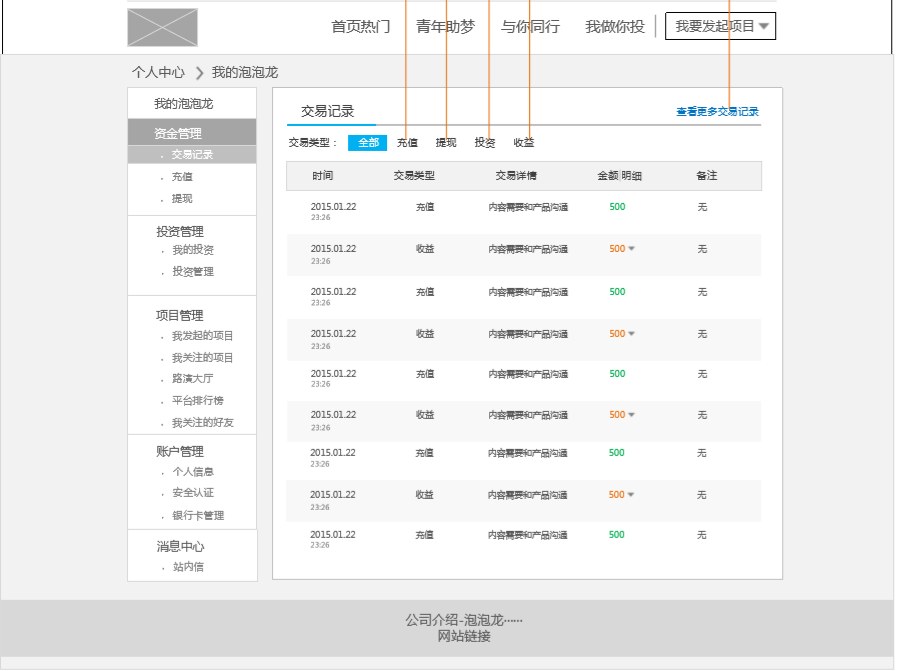 首页热门 青年助梦 与你同行 我做你投 我要发起项目
个人中心 我的泡泡龙
我的泡泡龙
资金管理
. 交易记录
. 充值
. 提现
投资管理
. 我的投资
. 投资管理
项目管理
. 我发起的项目
. 我关注的项目
. 路演大厅
. 平台排行榜
. 我关注的好友
账户管理
. 个人信息
. 安全认证
. 银行卡管理
消息中心
. 站内信
交易记录 查看更多交易记录
交易类型： 全部 充值 提现 投资 收益
时间 交易类型 交易详情 金额|明细 备注
2015.01.22 充值 内容需要和产品沟通 500 无
23:26
2015.01.22 收益 内容需要和产品沟通 500 无
23:26
2015.01.22 充值 内容需要和产品沟通 500 无
23:26
2015.01.22 收益 内容需要和产品沟通 500 无
23:26
2015.01.22 充值 内容需要和产品沟通 500 无
23:26
2015.01.22 收益 内容需要和产品沟通 500 无
23:26
2015.01.22 充值 内容需要和产品沟通 500 无
23:26
2015.01.22 收益 内容需要和产品沟通 500 无
23:26
2015.01.22 充值 内容需要和产品沟通 500 无
23:26
公司介绍-泡泡龙······
网站链接